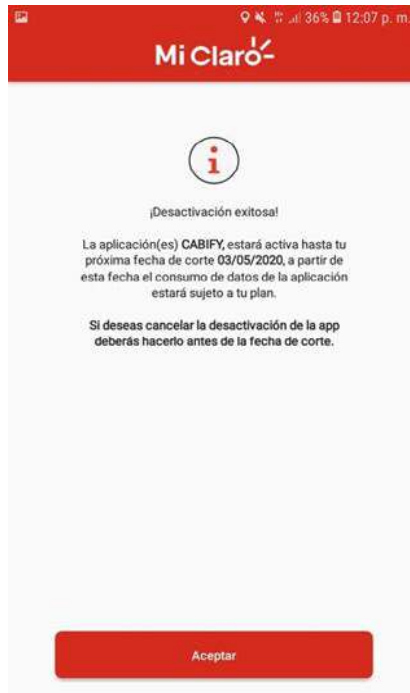 36% 12:07 p. m.
Mi Claro
i
¡Desactivación exitosa!
La aplicación(es) CABIFY, estará activa hasta tu
próxima fecha de corte 03/05/2020, a partir de
esta fecha el consumo de datos de la aplicación
estará sujeto a tu plan.
Si deseas cancelar la desactivación de la app
deberás hacerlo antes de la fecha de corte.
Aceptar